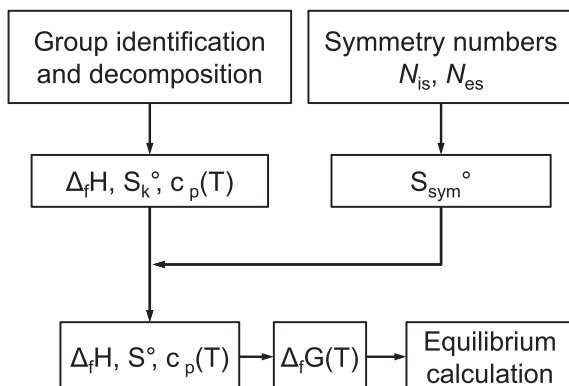 Group identification
and decomposition
Symmetry numbers
N_is, N_es
Δ_fH, S_k°, c_p(T)
S_sym°
Δ_fH, S°, c_p(T)
Δ_fG(T)
Equilibrium
calculation